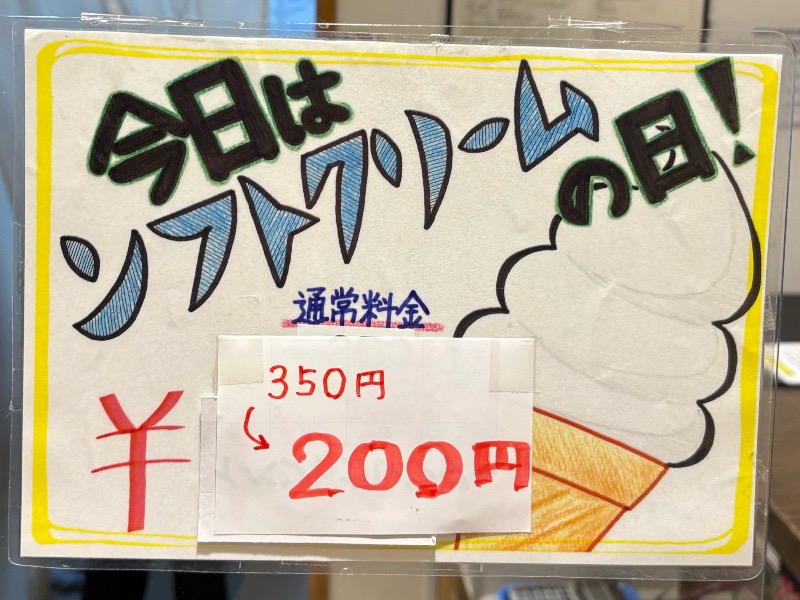 今日は
ソフトクリーム
の日!
通常料金
350円
¥
200円